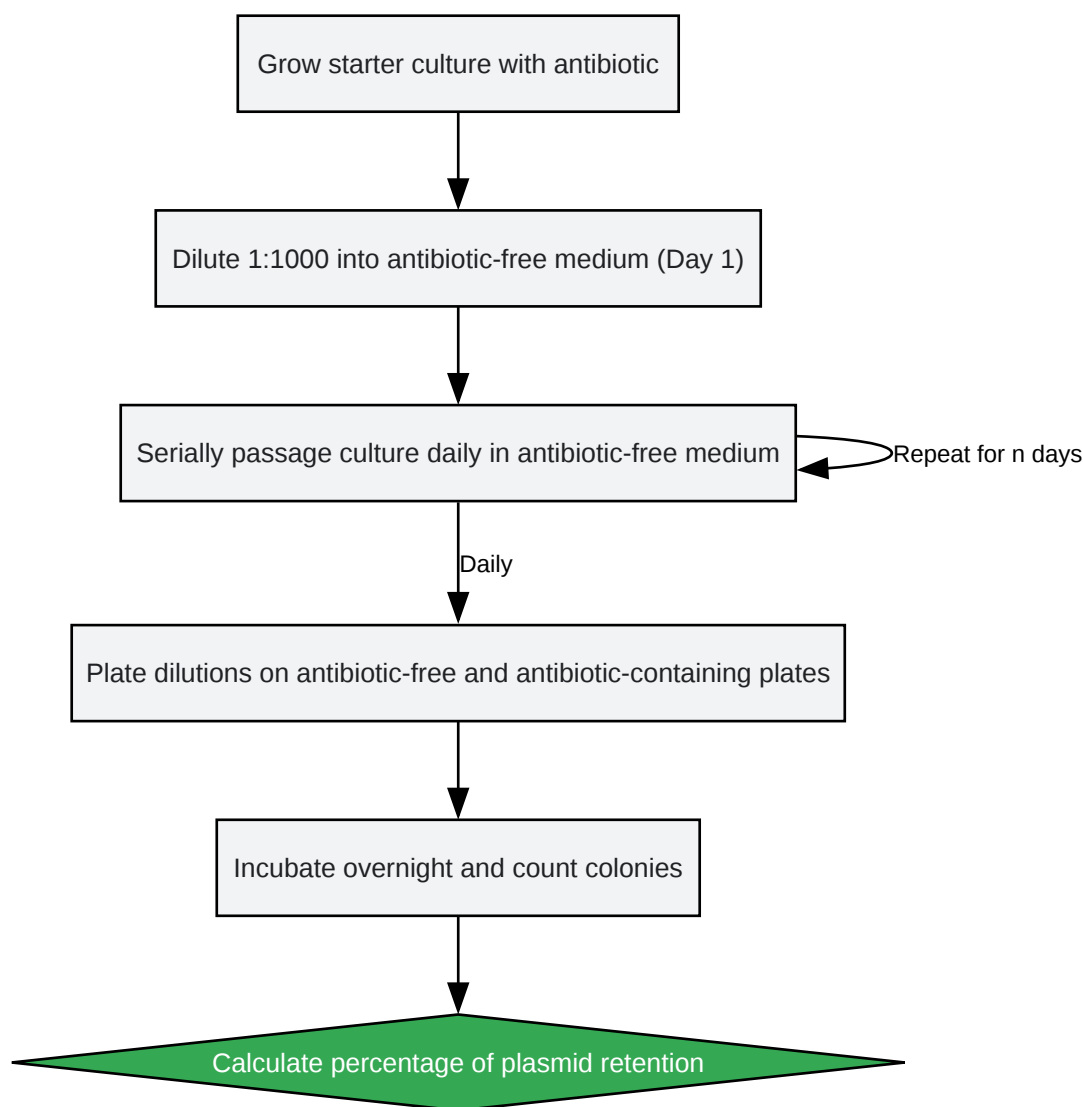 Grow starter culture with antibiotic
Dilute 1:1000 into antibiotic-free medium (Day 1)
Serially passage culture daily in antibiotic-free medium
Repeat for n days
Daily
Plate dilutions on antibiotic-free and antibiotic-containing plates
Incubate overnight and count colonies
Calculate percentage of plasmid retention